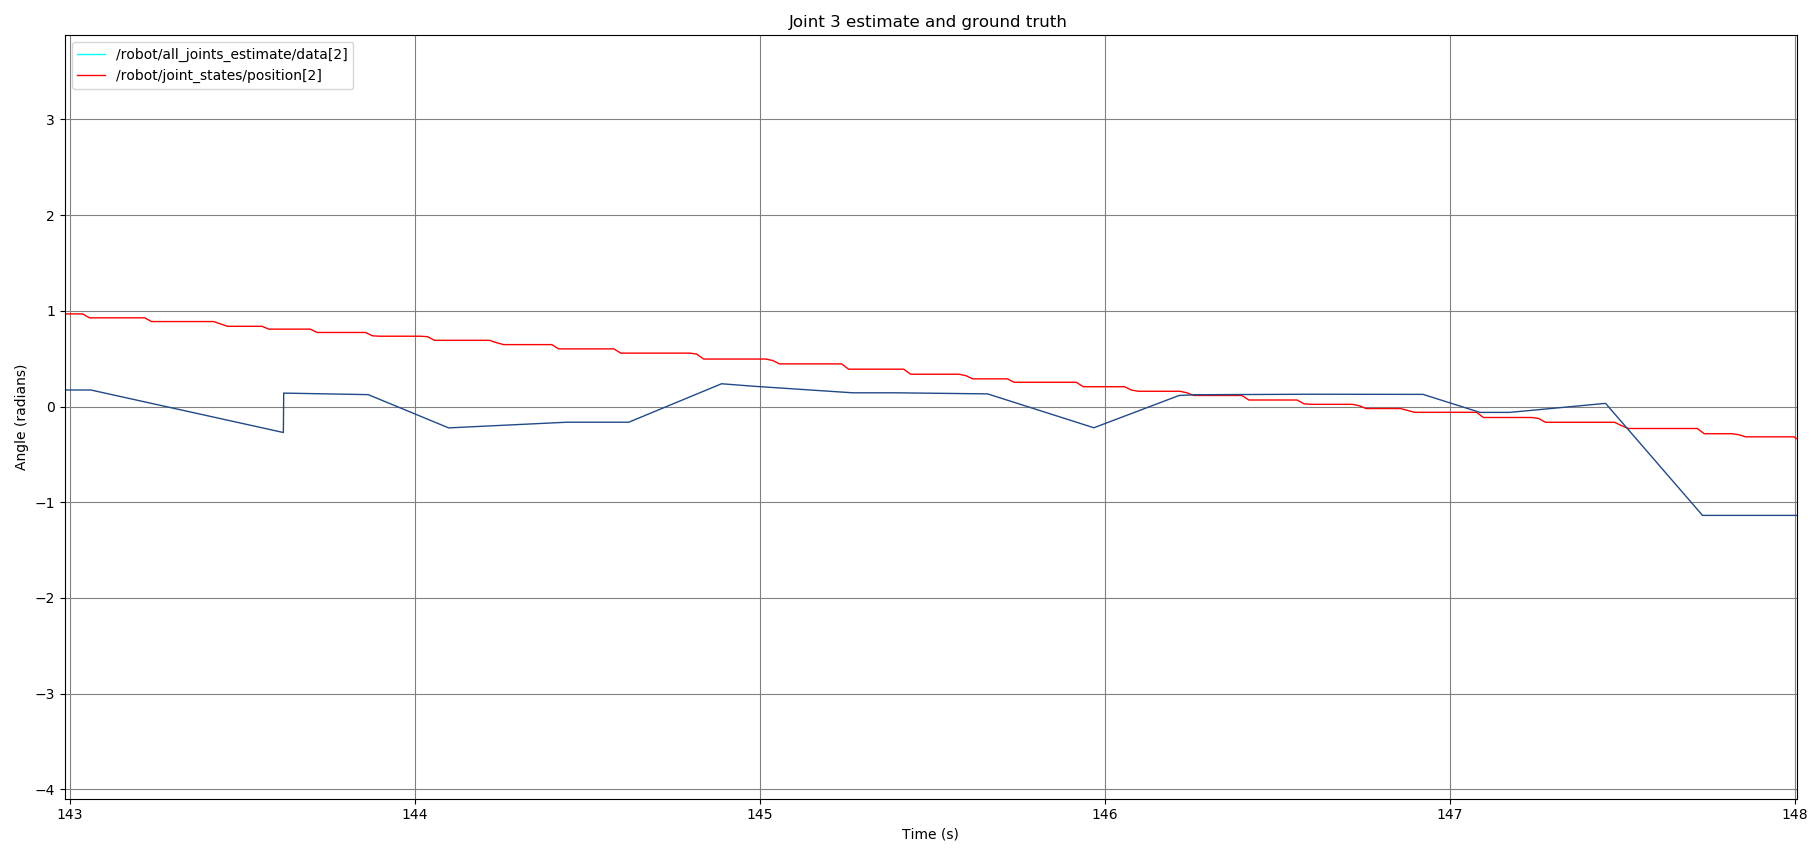 Joint 3 estimate and ground truth
/robot/all_joints_estimate/data[2]
/robot/joint_states/position[2]
3
2
1
0
−1
−2
−3
−4
Angle (radians)
143 144 145 146 147 148
Time (s)